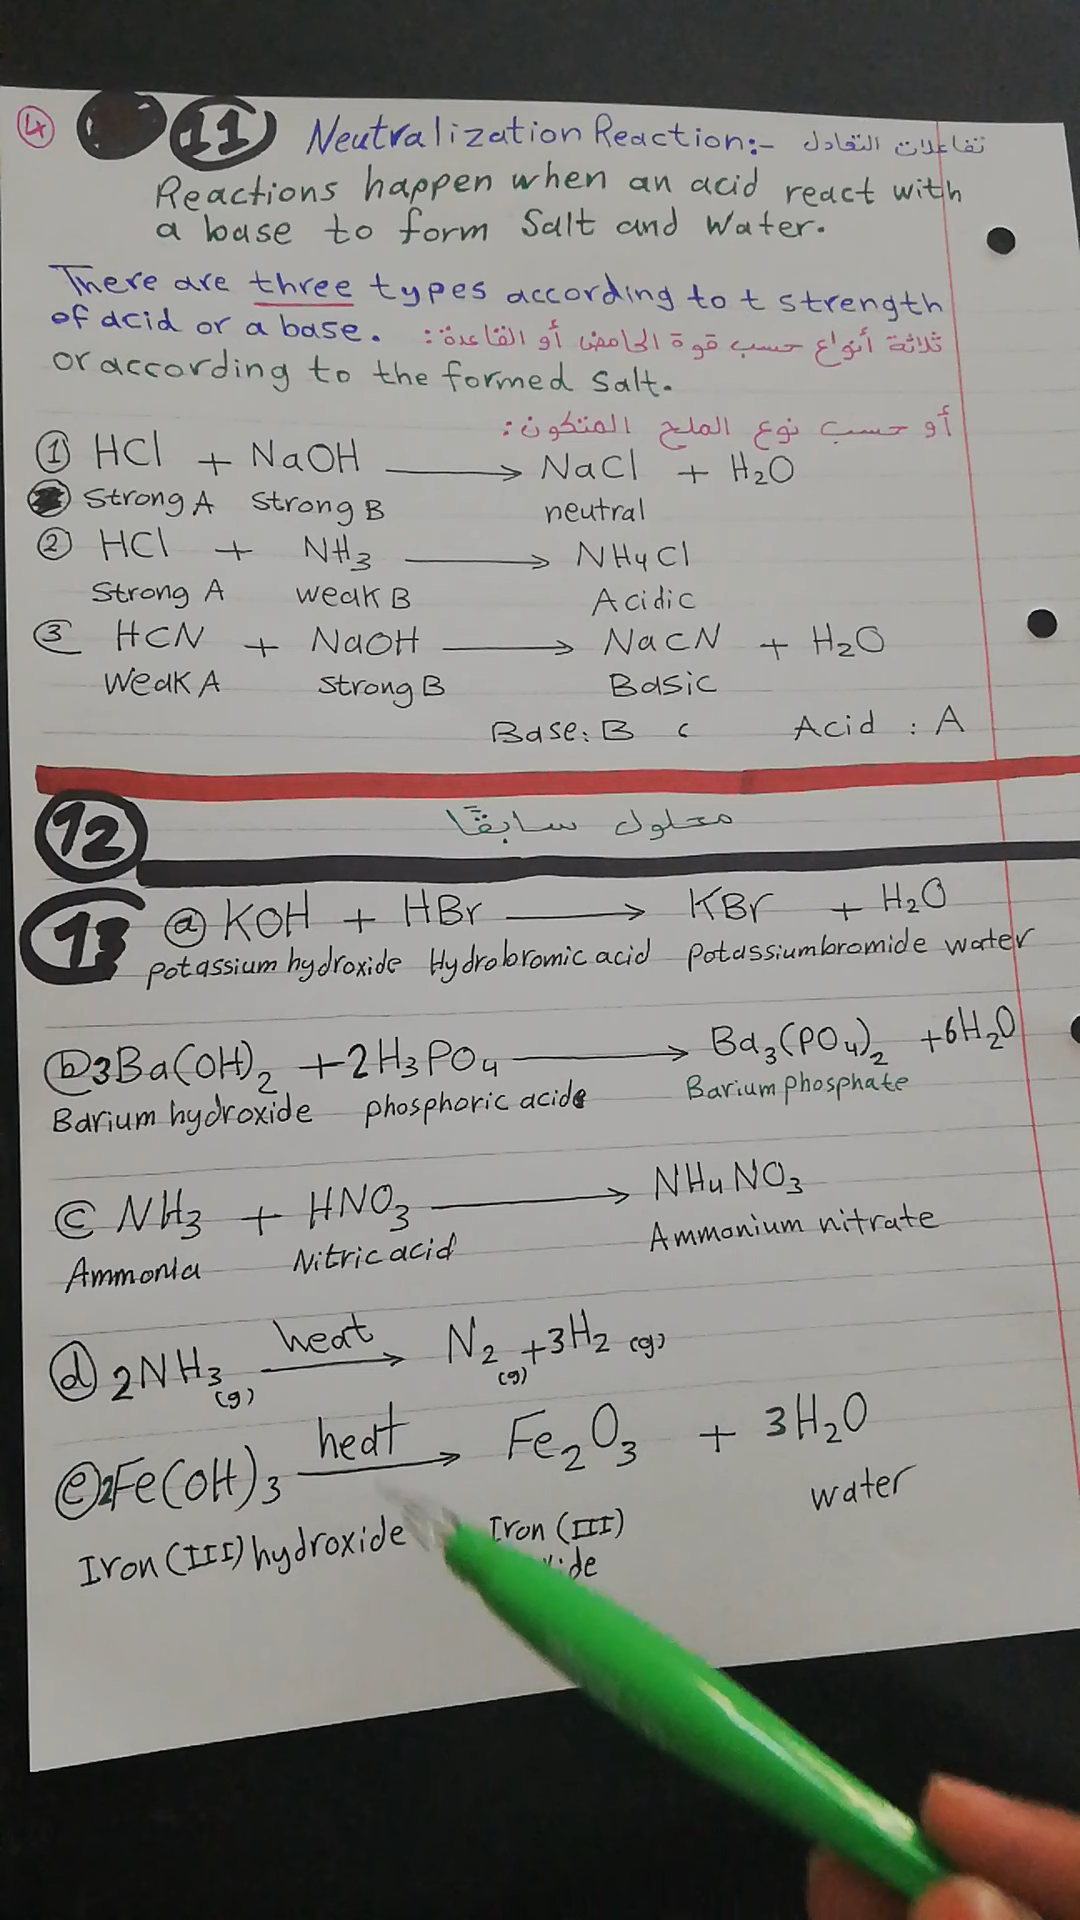 4 11 Neutralization Reaction:- تفاعلات التعادل
Reactions happen when an acid react with
a base to form Salt and Water.
There are three types according to t strength
of acid or a base. ثلاثة أنواع حسب قوة الحامض أو القاعدة:
or according to the formed salt.
أو حسب نوع الملح المتكون:
① HCl + NaOH ⟶ NaCl + H₂O
Strong A Strong B neutral
② HCl + NH₃ ⟶ NH₄Cl
Strong A weak B Acidic
③ HCN + NaOH ⟶ NaCN + H₂O
Weak A Strong B Basic
Base: B ، Acid : A
12 محلول سابقًا
13 ⓐ KOH + HBr ⟶ KBr + H₂O
potassium hydroxide Hydrobromic acid Potassium bromide water
ⓑ 3Ba(OH)₂ + 2H₃PO₄ ⟶ Ba₃(PO₄)₂ + 6H₂O
Barium hydroxide phosphoric acid Barium phosphate
ⓒ NH₃ + HNO₃ ⟶ NH₄NO₃
Ammonia Nitric acid Ammonium nitrate
ⓓ 2NH₃(g) heat ⟶ N₂(g) + 3H₂(g)
ⓔ 2Fe(OH)₃ heat ⟶ Fe₂O₃ + 3H₂O
Iron (III) hydroxide Iron (III) water